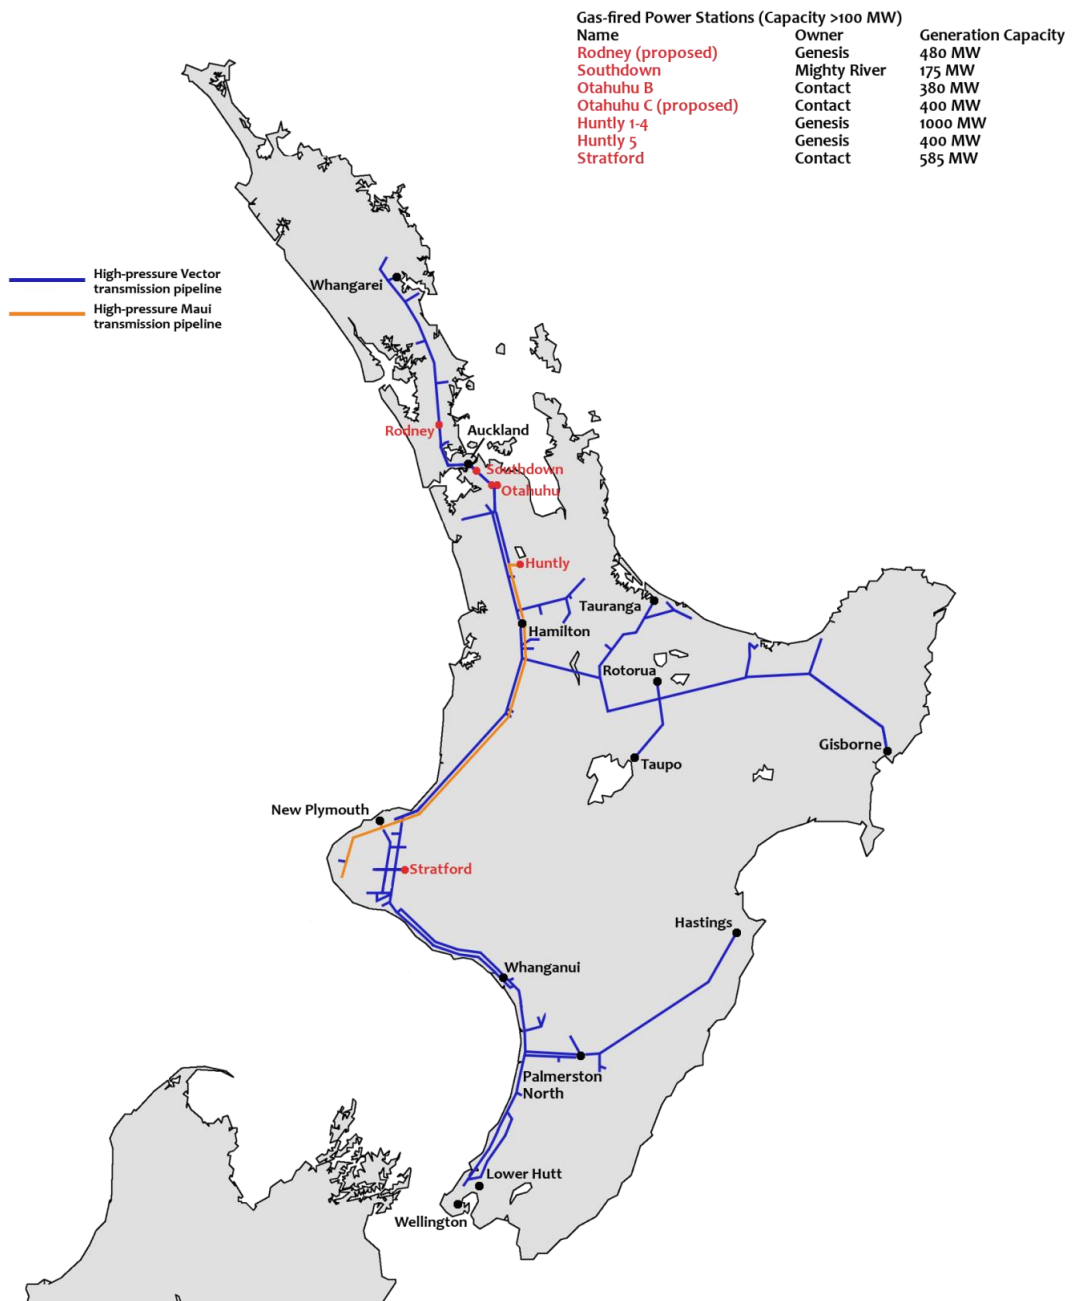 Gas-fired Power Stations (Capacity >100 MW)
Name Owner Generation Capacity
Rodney (proposed) Genesis 480 MW
Southdown Mighty River 175 MW
Otahuhu B Contact 380 MW
Otahuhu C (proposed) Contact 400 MW
Huntly 1-4 Genesis 1000 MW
Huntly 5 Genesis 400 MW
Stratford Contact 585 MW
High-pressure Vector
transmission pipeline
High-pressure Maui
transmission pipeline
Whangarei
Rodney
Auckland
Southdown
Otahuhu
Huntly
Tauranga
Hamilton
Rotorua
Gisborne
Taupo
New Plymouth
Stratford
Hastings
Whanganui
Palmerston
North
Lower Hutt
Wellington